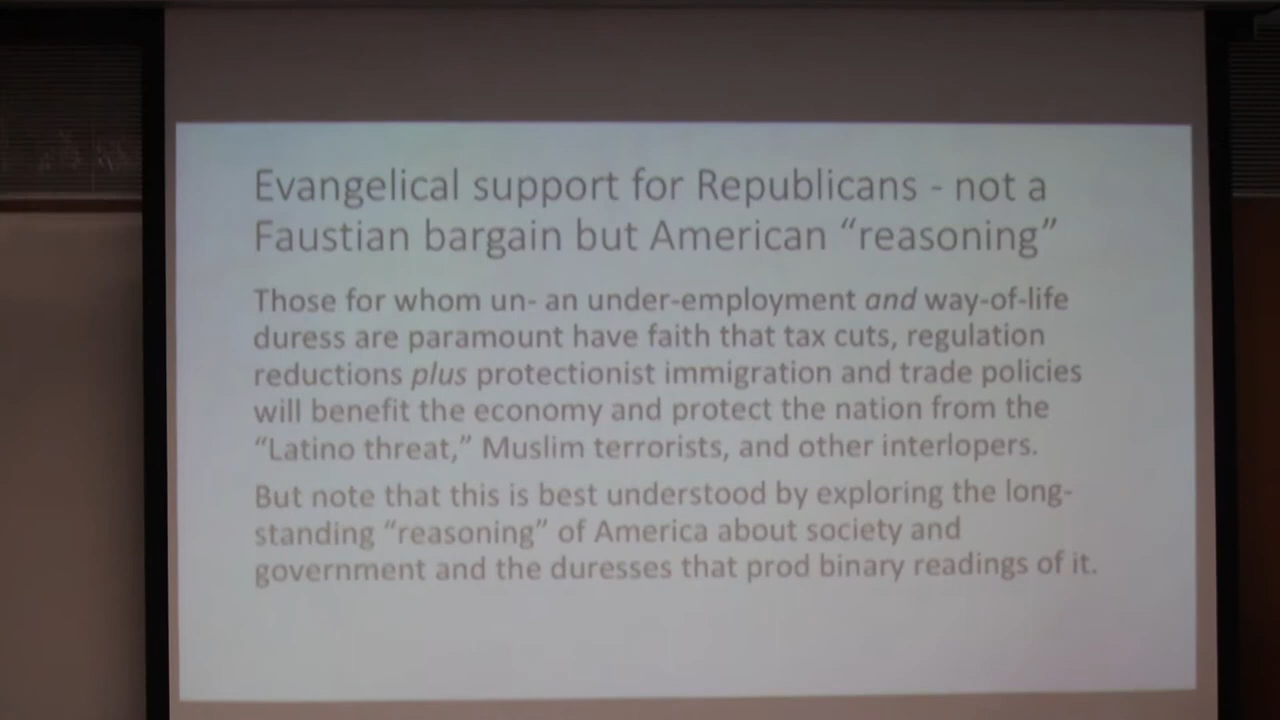 Evangelical support for Republicans - not a
Faustian bargain but American “reasoning”
Those for whom un- an under-employment and way-of-life
duress are paramount have faith that tax cuts, regulation
reductions plus protectionist immigration and trade policies
will benefit the economy and protect the nation from the
“Latino threat,” Muslim terrorists, and other interlopers.
But note that this is best understood by exploring the long-
standing “reasoning” of America about society and
government and the duresses that prod binary readings of it.